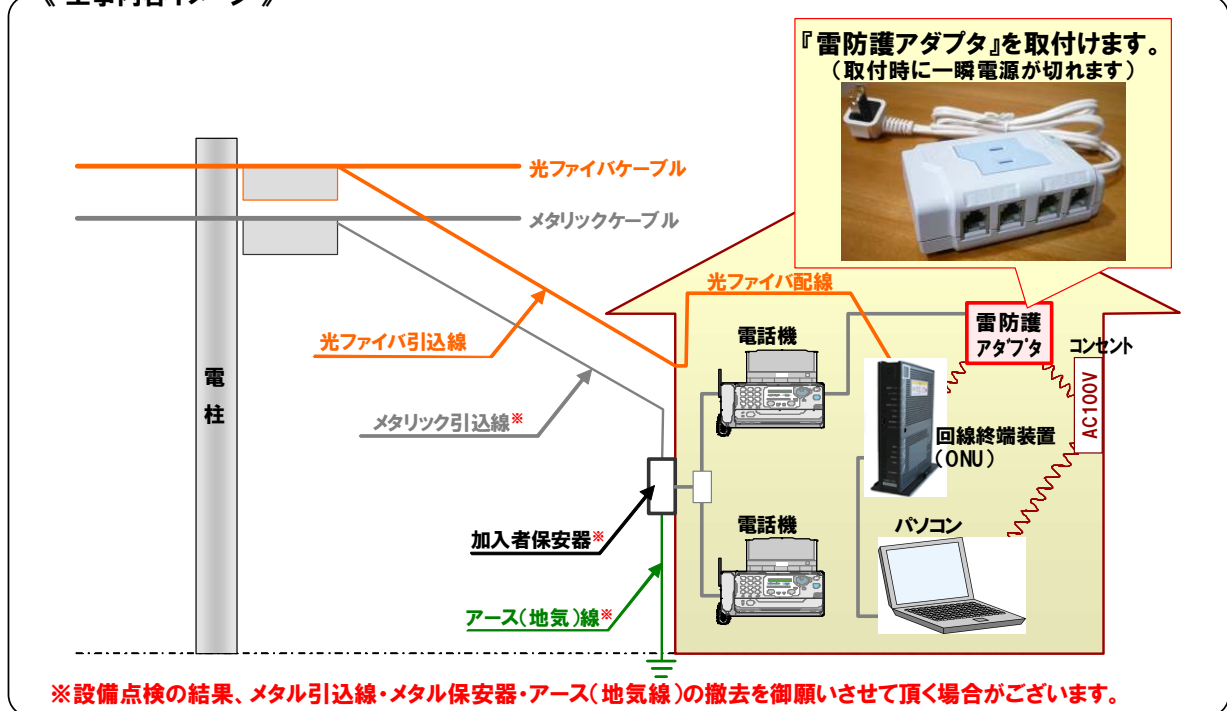 《 工事内容イメージ 》
『雷防護アダプタ』を取付けます。
（取付時に一瞬電源が切れます）
光ファイバケーブル
メタリックケーブル
光ファイバ配線
電話機
雷防護
アダプタ
コンセント
光ファイバ引込線
電柱
メタリック引込線※
AC100V
回線終端装置
（ONU）
加入者保安器※
電話機
パソコン
アース（地気）線※
※設備点検の結果、メタル引込線・メタル保安器・アース（地気線）の撤去を御願いさせて頂く場合がございます。